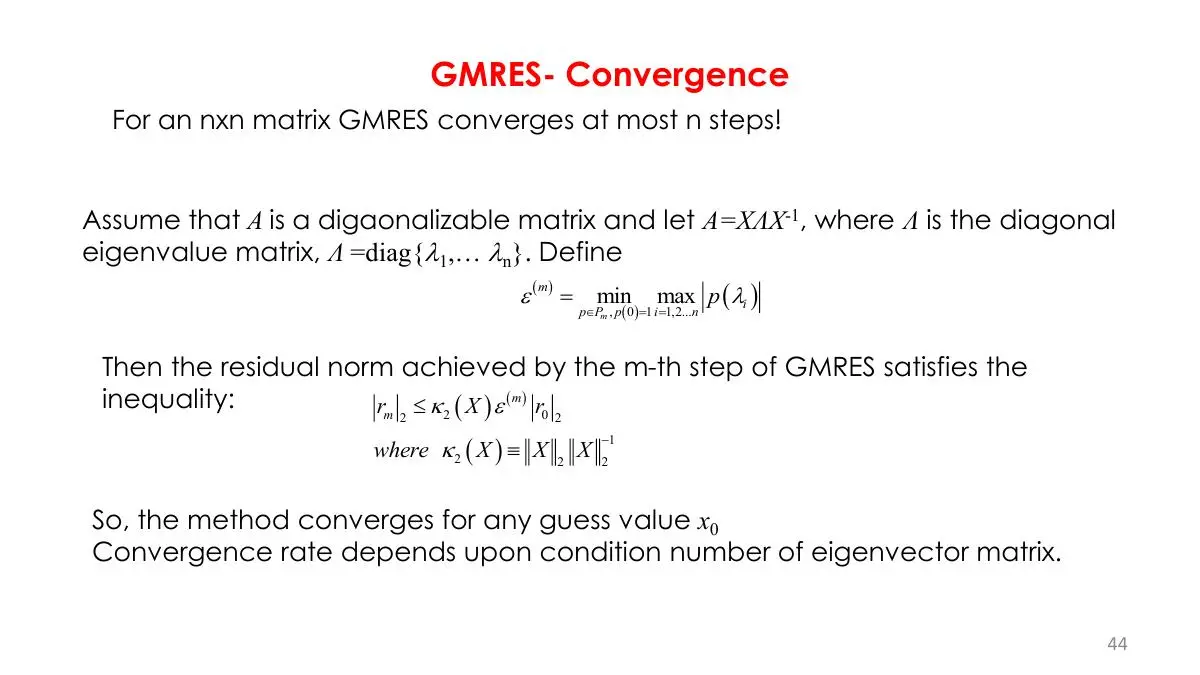 GMRES- Convergence
For an nxn matrix GMRES converges at most n steps!
Assume that A is a digaonalizable matrix and let A=XΛX⁻¹, where Λ is the diagonal
eigenvalue matrix, Λ =diag{λ₁,… λₙ}. Define
ε⁽ᵐ⁾ = min_{p∈Pₘ, p(0)=1} max_{i=1,2...n} |p(λᵢ)|
Then the residual norm achieved by the m-th step of GMRES satisfies the
inequality:
|rₘ|₂ ≤ κ₂(X)ε⁽ᵐ⁾|r₀|₂
where κ₂(X) ≡ ‖X‖₂‖X‖₂⁻¹
So, the method converges for any guess value x₀
Convergence rate depends upon condition number of eigenvector matrix.
44